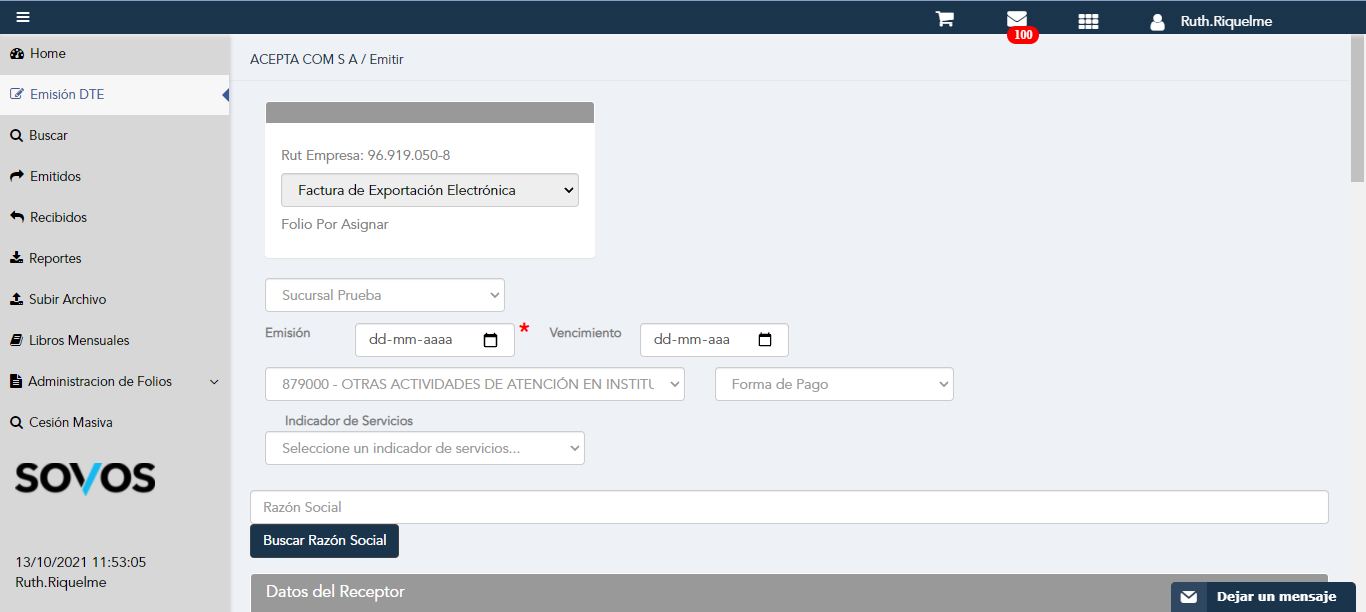 100
Ruth.Riquelme
Home
Emisión DTE
Buscar
Emitidos
Recibidos
Reportes
Subir Archivo
Libros Mensuales
Administracion de Folios
Cesión Masiva
SOVOS
13/10/2021 11:53:05
Ruth.Riquelme
ACEPTA COM S A / Emitir
Rut Empresa: 96.919.050-8
Factura de Exportación Electrónica
Folio Por Asignar
Sucursal Prueba
Emisión dd-mm-aaaa * Vencimiento dd-mm-aaa
879000 - OTRAS ACTIVIDADES DE ATENCIÓN EN INSTITU Forma de Pago
Indicador de Servicios
Seleccione un indicador de servicios...
Razón Social
Buscar Razón Social
Datos del Receptor
Dejar un mensaje